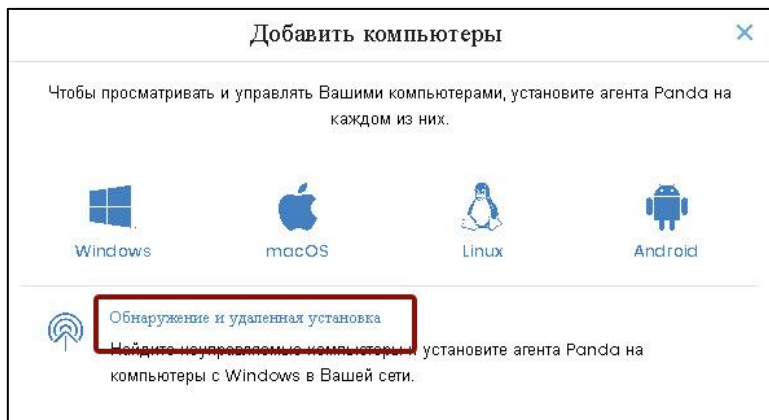 Добавить компьютеры
Чтобы просматривать и управлять Вашими компьютерами, установите агента Panda на
каждом из них.
Windows macOS Linux Android
Обнаружение и удаленная установка
Найдите неуправляемые компьютеры и установите агента Panda на
компьютеры с Windows в Вашей сети.